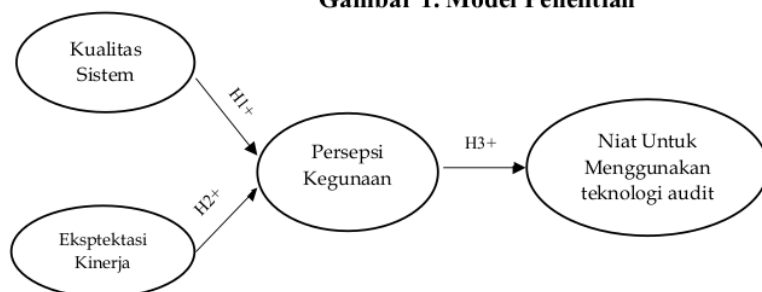 Gambar 1. Model Penelitian
Kualitas
Sistem
H1+
Persepsi
Kegunaan
H3+
Niat Untuk
Menggunakan
teknologi audit
H2+
Eksptektasi
Kinerja